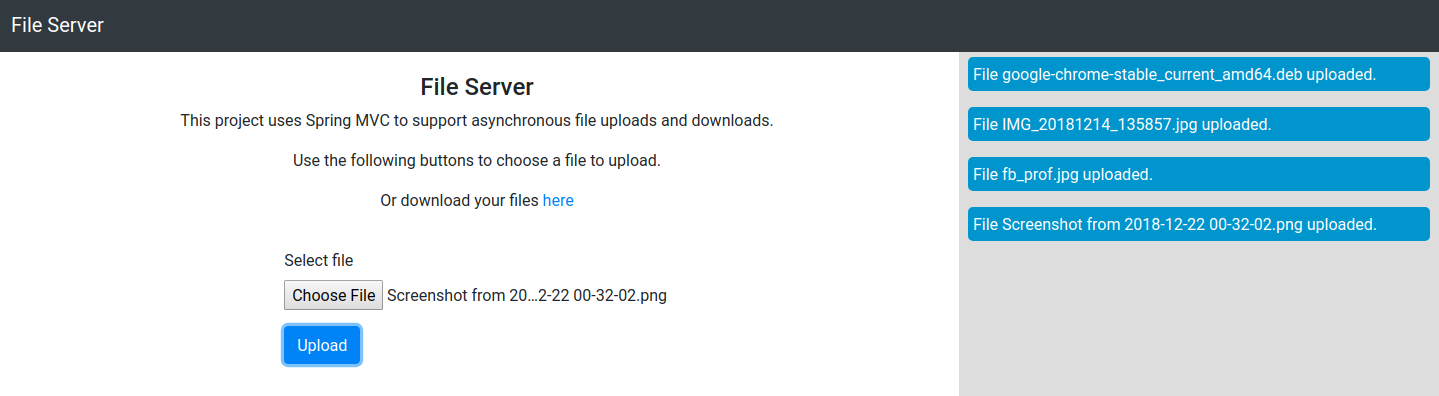 File Server
File Server
This project uses Spring MVC to support asynchronous file uploads and downloads.
Use the following buttons to choose a file to upload.
Or download your files here
Select file
Choose File Screenshot from 20...2-22 00-32-02.png
Upload
File google-chrome-stable_current_amd64.deb uploaded.
File IMG_20181214_135857.jpg uploaded.
File fb_prof.jpg uploaded.
File Screenshot from 2018-12-22 00-32-02.png uploaded.